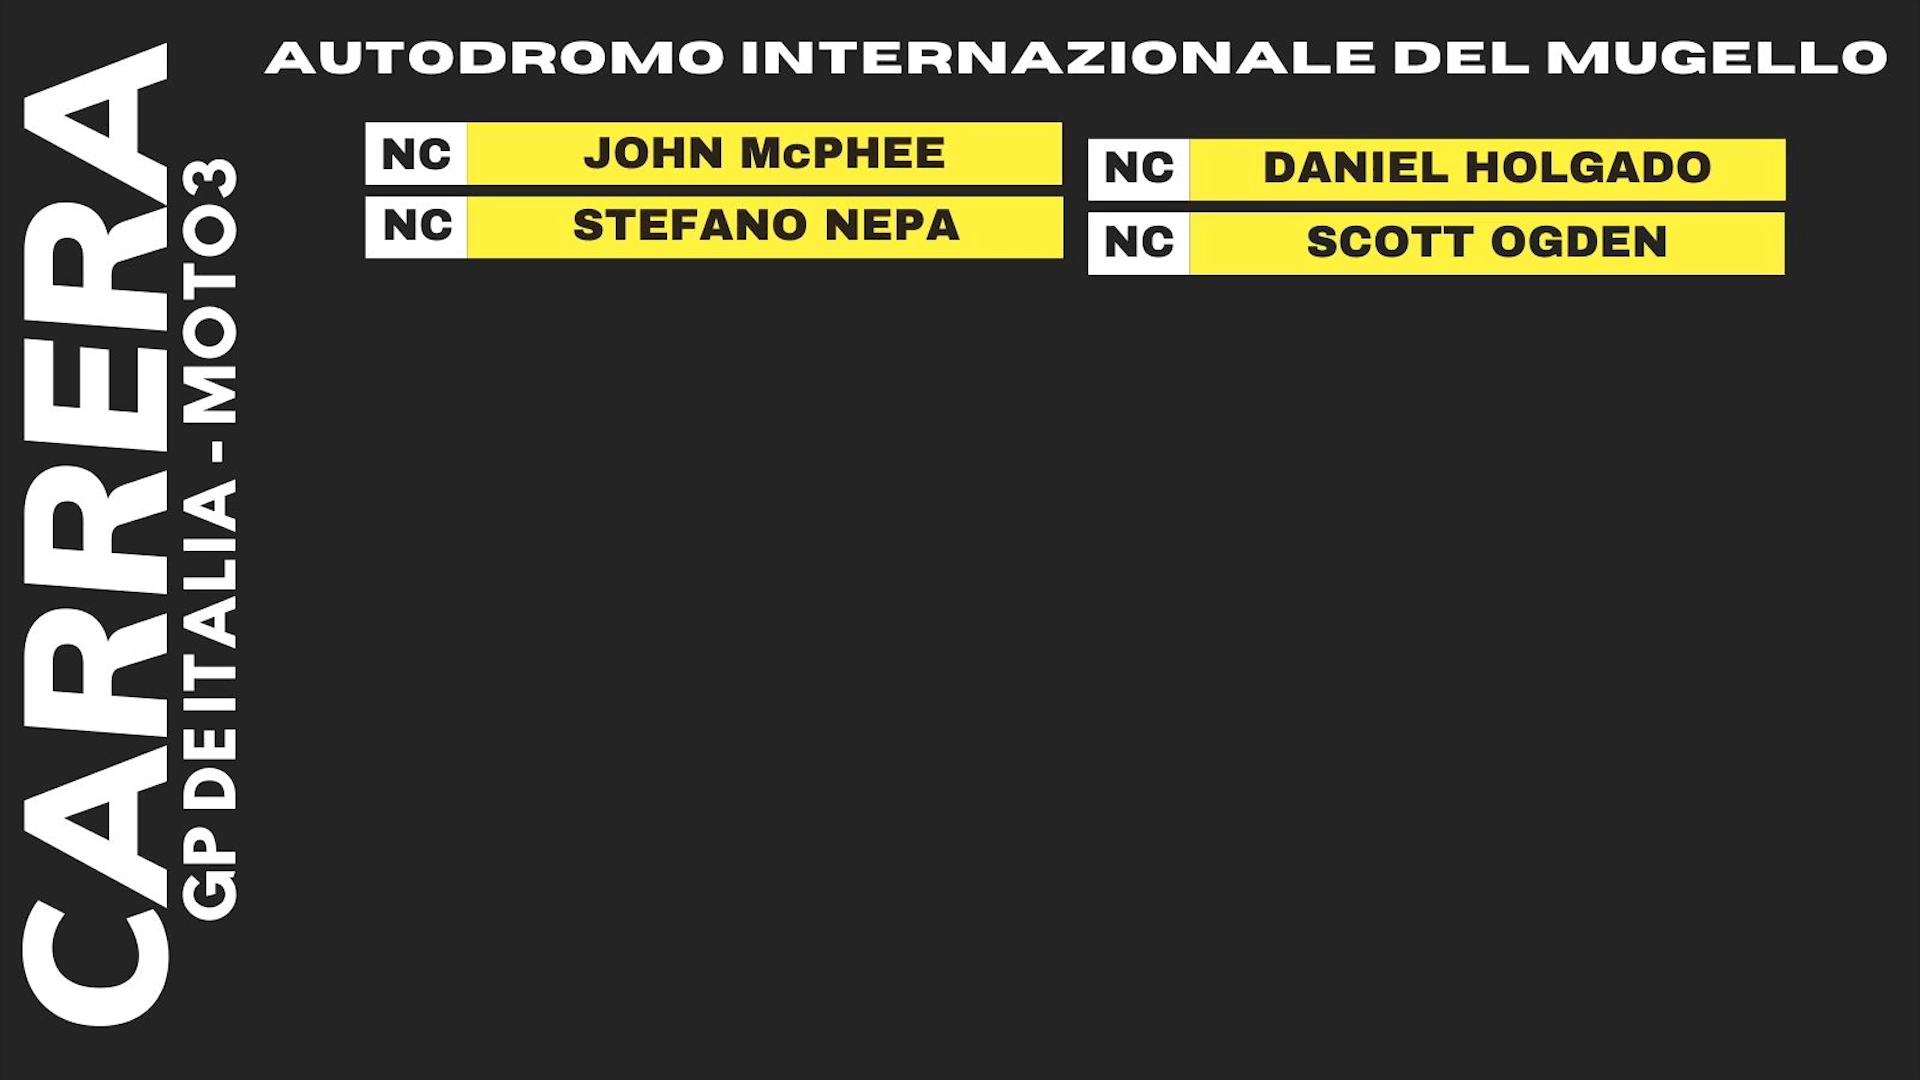 AUTODROMO INTERNAZIONALE DEL MUGELLO
CARRERA
GP DE ITALIA - MOTO3
NC JOHN McPHEE
NC STEFANO NEPA
NC DANIEL HOLGADO
NC SCOTT OGDEN